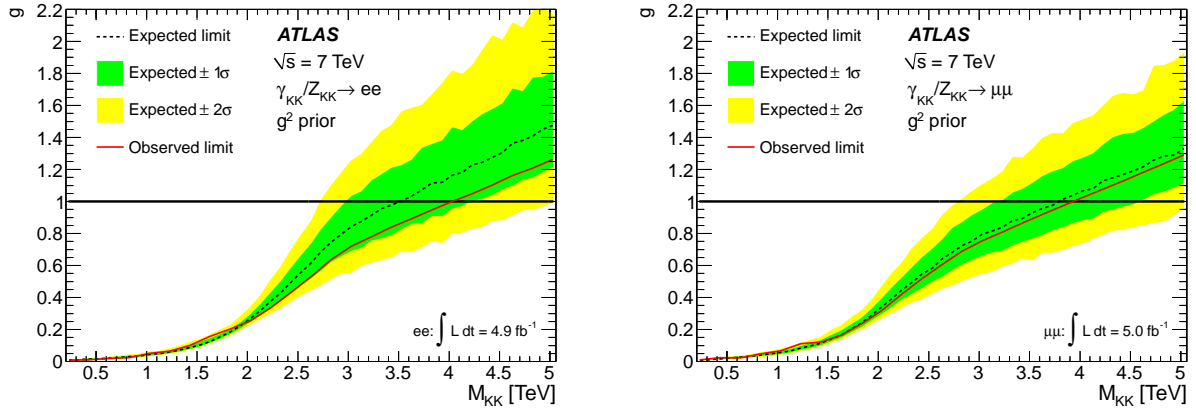 g
2.2
2
1.8
1.6
1.4
1.2
1
0.8
0.6
0.4
0.2
0
Expected limit
Expected ± 1σ
Expected ± 2σ
Observed limit
ATLAS
√s = 7 TeV
γKK/ZKK→ ee
g² prior
ee: ∫ L dt = 4.9 fb⁻¹
0.5 1 1.5 2 2.5 3 3.5 4 4.5 5
MKK [TeV]
g
2.2
2
1.8
1.6
1.4
1.2
1
0.8
0.6
0.4
0.2
0
Expected limit
Expected ± 1σ
Expected ± 2σ
Observed limit
ATLAS
√s = 7 TeV
γKK/ZKK→ μμ
g² prior
μμ: ∫ L dt = 5.0 fb⁻¹
0.5 1 1.5 2 2.5 3 3.5 4 4.5 5
MKK [TeV]